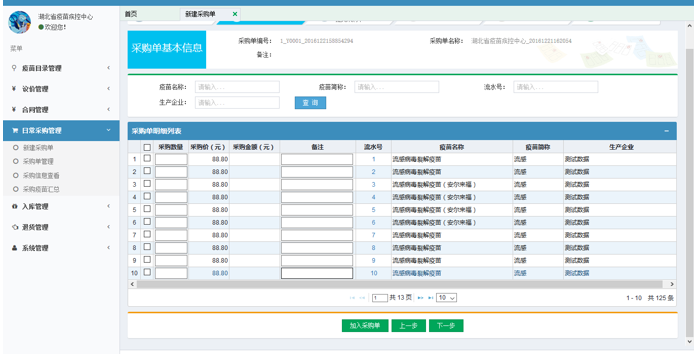 湖北省疫苗疾控中心
欢迎您!
菜单
疫苗目录管理
议价管理
合同管理
日常采购管理
新建采购单
采购单管理
采购信息查看
采购疫苗汇总
入库管理
退货管理
系统管理
首页 新建采购单 ×
采购单基本信息
采购单编号: 1_Y0001_20161221
采购单名称: 湖北省疫苗疾控中心_20161221162054
备注:
疫苗名称: 请输入... 疫苗简称: 请输入... 流水号: 请输入...
生产企业: 请输入... 查 询
采购单明细列表
采购数量 采购价(元) 采购金额(元) 备注 流水号 疫苗名称 疫苗简称 生产企业
1 88.80 1 流感病毒裂解疫苗 流感 测试数据
2 88.80 2 流感病毒裂解疫苗 流感 测试数据
3 88.80 3 流感病毒裂解疫苗(安尔来福) 流感 测试数据
4 88.80 4 流感病毒裂解疫苗(安尔来福) 流感 测试数据
5 88.80 5 流感病毒裂解疫苗(安尔来福) 流感 测试数据
6 88.80 6 流感病毒裂解疫苗(安尔来福) 流感 测试数据
7 88.80 7 流感病毒裂解疫苗 流感 测试数据
8 88.80 8 流感病毒裂解疫苗 流感 测试数据
9 88.80 9 流感病毒裂解疫苗 流感 测试数据
10 88.80 10 流感病毒裂解疫苗 流感 测试数据
1 共 13 页 10 1 - 10 共 125 条
加入采购单 上一步 下一步